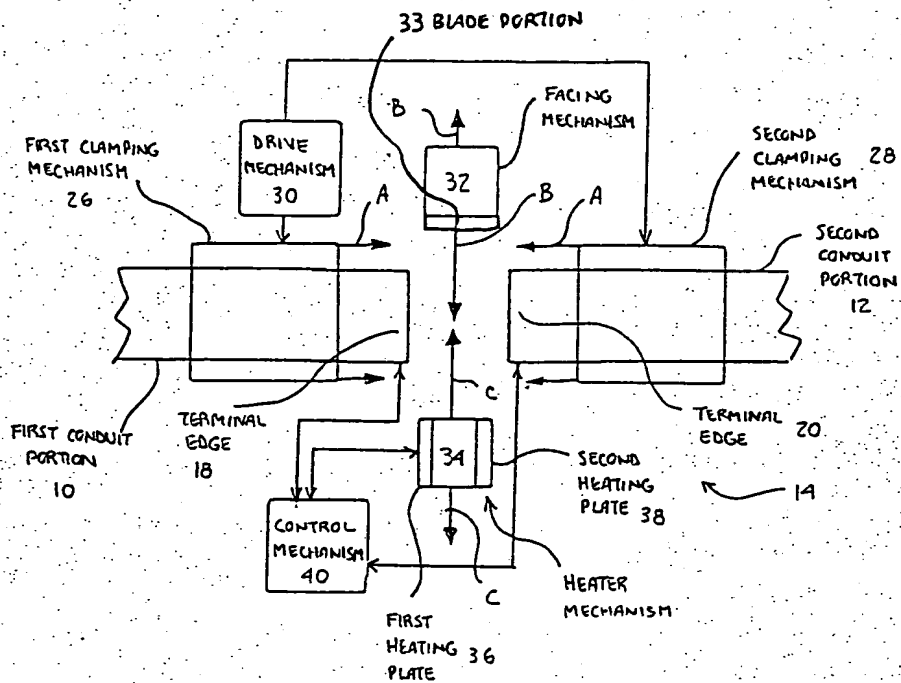 33 BLADE PORTION
FACING
MECHANISM
B
FIRST CLAMPING
MECHANISM
26
DRIVE
MECHANISM
30
32
SECOND
CLAMPING 28
MECHANISM
A
B
A
SECOND
CONDUIT
PORTION
12
C
TERMINAL
EDGE
18
TERMINAL 20
EDGE
FIRST CONDUIT
PORTION
10
34
SECOND
HEATING
PLATE 38
14
CONTROL
MECHANISM
40
C
HEATER
MECHANISM
FIRST
HEATING 36
PLATE